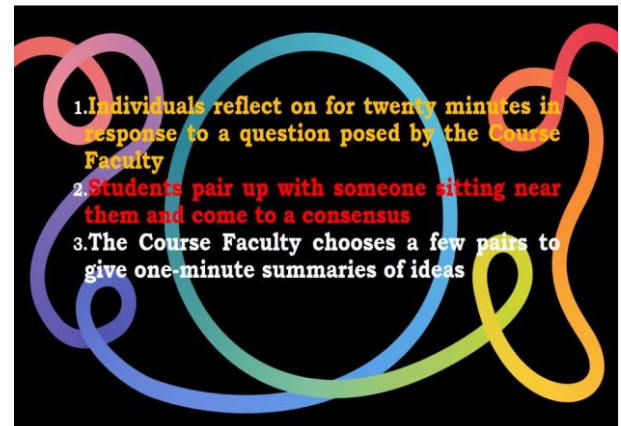 1.Individuals reflect on for twenty minutes in
response to a question posed by the Course
Faculty
2.Students pair up with someone sitting near
them and come to a consensus
3.The Course Faculty chooses a few pairs to
give one-minute summaries of ideas